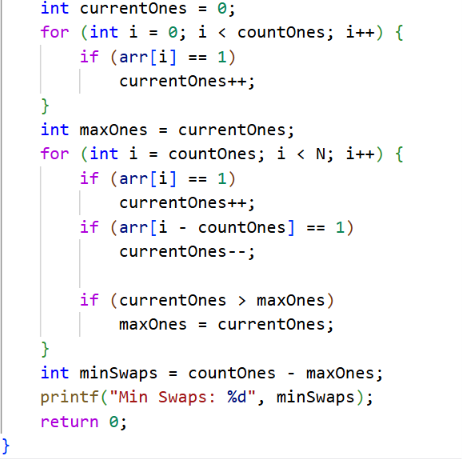 int currentOnes = 0;
for (int i = 0; i < countOnes; i++) {
if (arr[i] == 1)
currentOnes++;
}
int maxOnes = currentOnes;
for (int i = countOnes; i < N; i++) {
if (arr[i] == 1)
currentOnes++;
if (arr[i - countOnes] == 1)
currentOnes--;
if (currentOnes > maxOnes)
maxOnes = currentOnes;
}
int minSwaps = countOnes - maxOnes;
printf("Min Swaps: %d", minSwaps);
return 0;
}